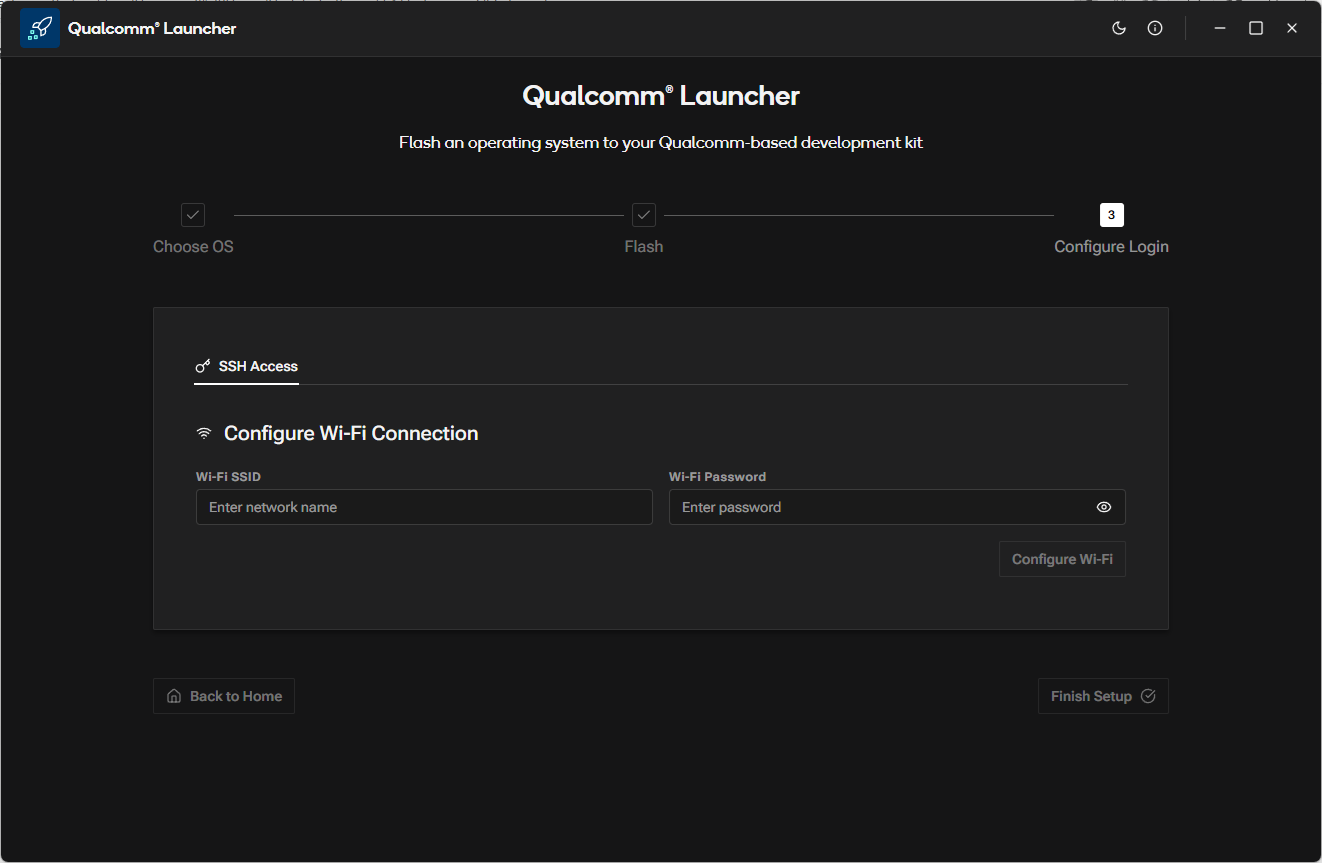 Qualcomm® Launcher
Qualcomm® Launcher
Flash an operating system to your Qualcomm-based development kit
3
Choose OS
Flash
Configure Login
SSH Access
Configure Wi-Fi Connection
Wi-Fi SSID
Wi-Fi Password
Enter network name
Enter password
Configure Wi-Fi
Back to Home
Finish Setup